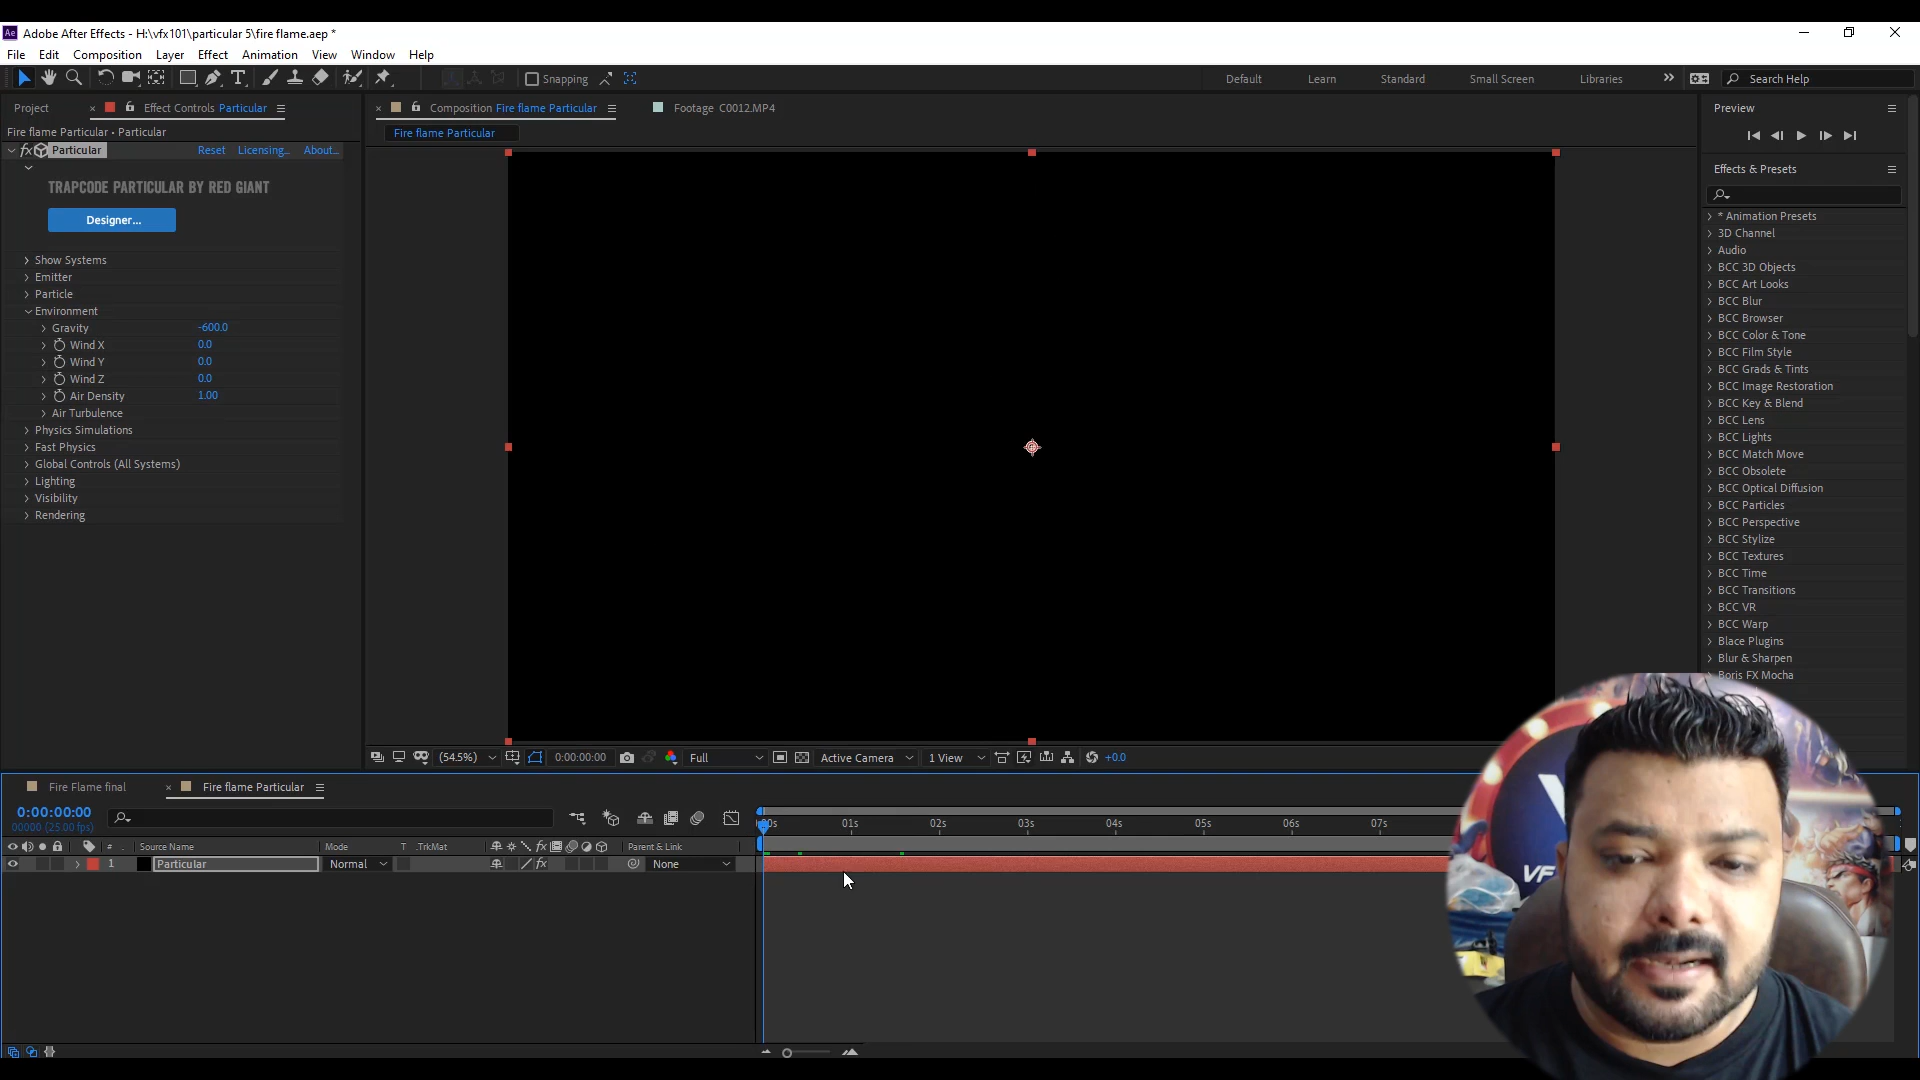 Ae Adobe After Effects - H:\vfx101\particular 5\fire flame.aep *
File Edit Composition Layer Effect Animation View Window Help
Snapping Default Learn Standard Small Screen Libraries Search Help
Project Effect Controls Particular
Fire flame Particular • Particular
fx Particular Reset Licensing... About...
TRAPCODE PARTICULAR BY RED GIANT
Designer...
Show Systems
Emitter
Particle
Environment
Gravity -600.0
Wind X 0.0
Wind Y 0.0
Wind Z 0.0
Air Density 1.00
Air Turbulence
Physics Simulations
Fast Physics
Global Controls (All Systems)
Lighting
Visibility
Rendering
Composition Fire flame Particular Footage C0012.MP4
Fire flame Particular
(54.5%) 0:00:00:00 Full Active Camera 1 View +0.0
Preview
Effects & Presets
* Animation Presets
3D Channel
Audio
BCC 3D Objects
BCC Art Looks
BCC Blur
BCC Browser
BCC Color & Tone
BCC Film Style
BCC Grads & Tints
BCC Image Restoration
BCC Key & Blend
BCC Lens
BCC Lights
BCC Match Move
BCC Obsolete
BCC Optical Diffusion
BCC Particles
BCC Perspective
BCC Stylize
BCC Textures
BCC Time
BCC Transitions
BCC VR
BCC Warp
Blace Plugins
Blur & Sharpen
Boris FX Mocha
Fire Flame final Fire flame Particular
0:00:00:00
00000 (25.00 fps)
01s 02s 03s 04s 05s 06s 07s
# Source Name Mode T .TrkMat Parent & Link
1 Particular Normal None
VF